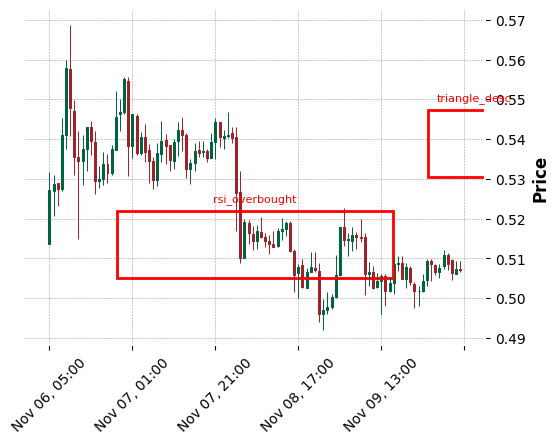 0.57
0.56
0.55
triangle_desc
0.54
0.53
rsi_overbought
0.52
0.51
0.50
0.49
Price
Nov 06, 05:00
Nov 07, 01:00
Nov 07, 21:00
Nov 08, 17:00
Nov 09, 13:00